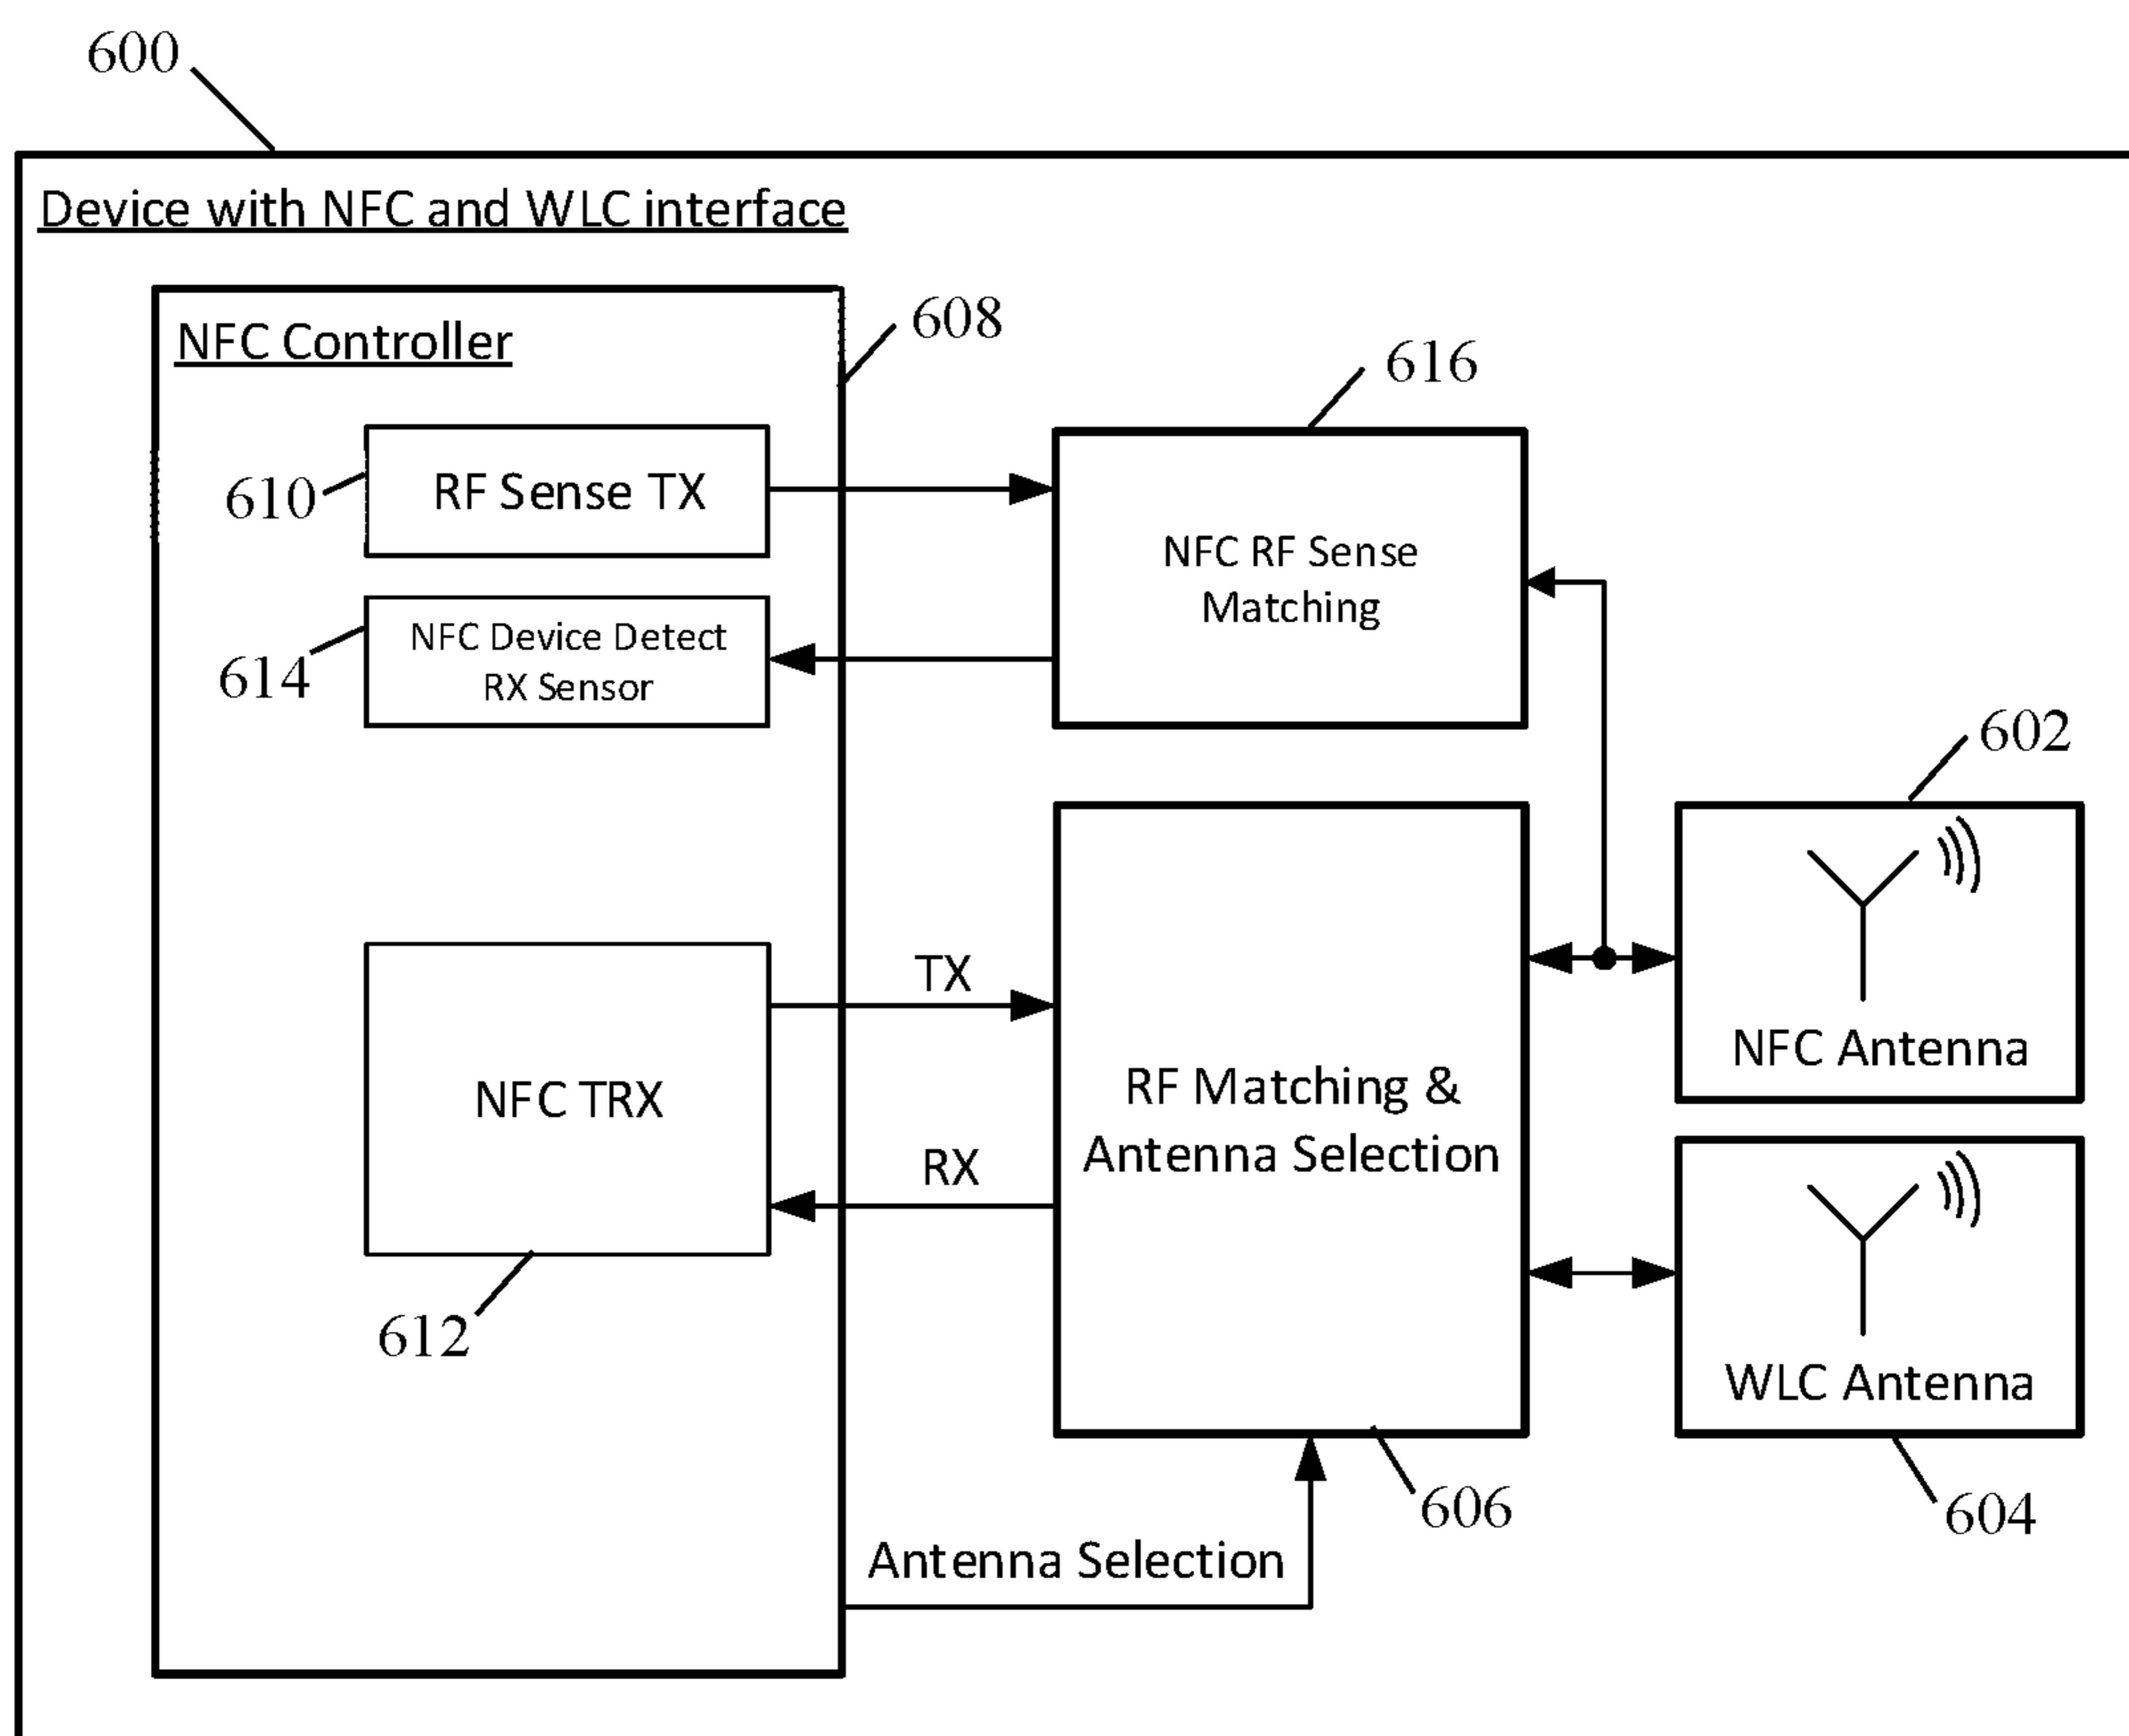 600
Device with NFC and WLC interface
NFC Controller
608
616
610
RF Sense TX
NFC RF Sense
Matching
614
NFC Device Detect
RX Sensor
602
TX
NFC TRX
RF Matching &
Antenna Selection
NFC Antenna
RX
612
WLC Antenna
606
604
Antenna Selection